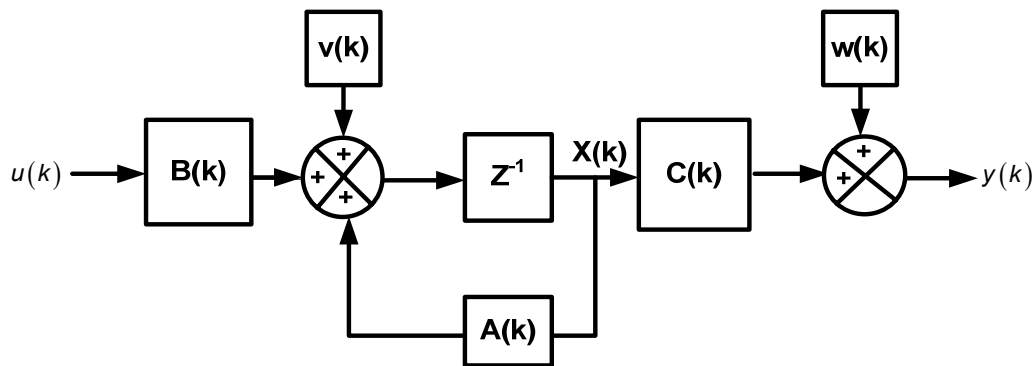 v(k)
w(k)
u(k)
B(k)
+
+
+
Z⁻¹
X(k)
C(k)
+
+
y(k)
A(k)